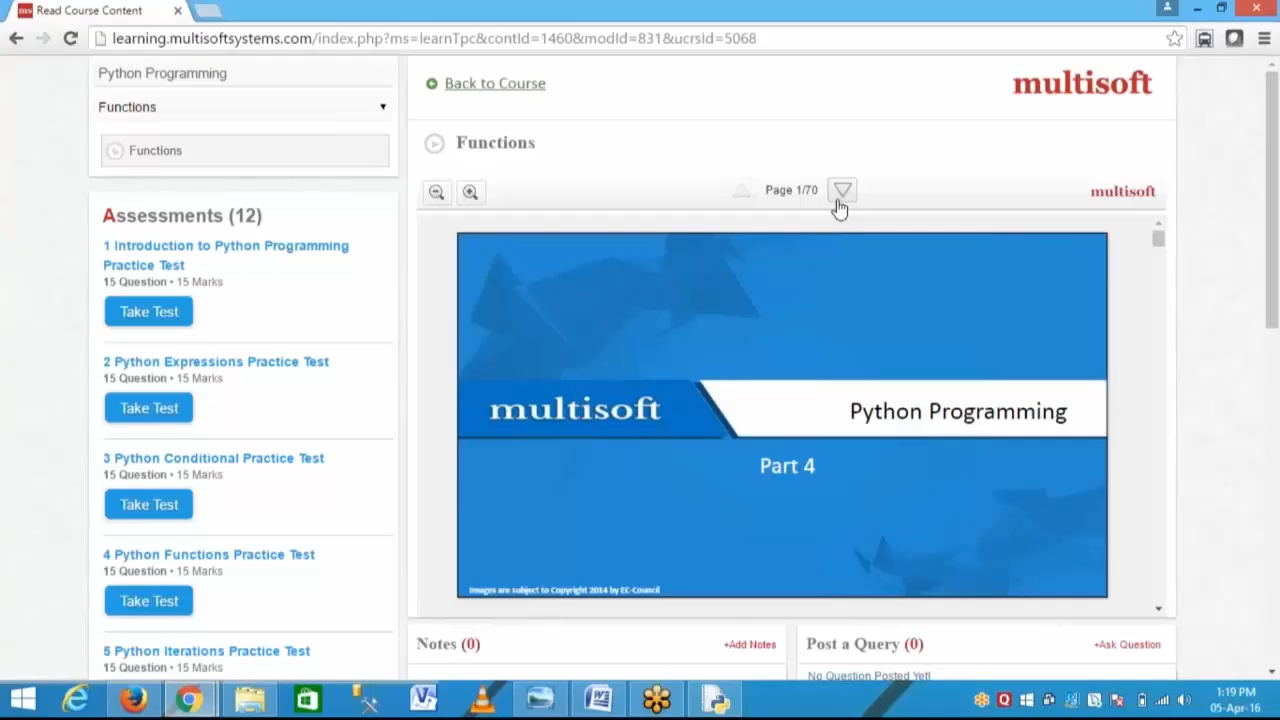 Read Course Content
learning.multisoftsystems.com/index.php?ms=learnTpc&contId=1460&modId=831&ucrsId=5068
Python Programming
Functions
Functions
Assessments (12)
1 Introduction to Python Programming
Practice Test
15 Question • 15 Marks
Take Test
2 Python Expressions Practice Test
15 Question • 15 Marks
Take Test
3 Python Conditional Practice Test
15 Question • 15 Marks
Take Test
4 Python Functions Practice Test
15 Question • 15 Marks
Take Test
5 Python Iterations Practice Test
15 Question • 15 Marks
Back to Course
multisoft
Functions
Page 1/70
multisoft
multisoft
Python Programming
Part 4
Images are subject to Copyright 2014 by EC-Council
Notes (0)
+Add Notes
Post a Query (0)
+Ask Question
No Question Posted Yet!
1:19 PM
05-Apr-16